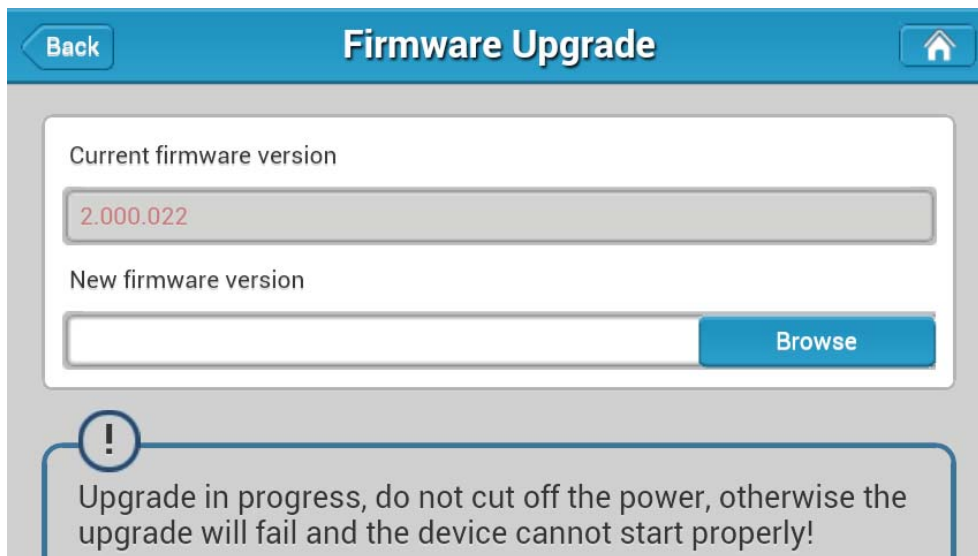 Back
Firmware Upgrade
Current firmware version
2.000.022
New firmware version
Browse
!
Upgrade in progress, do not cut off the power, otherwise the
upgrade will fail and the device cannot start properly!